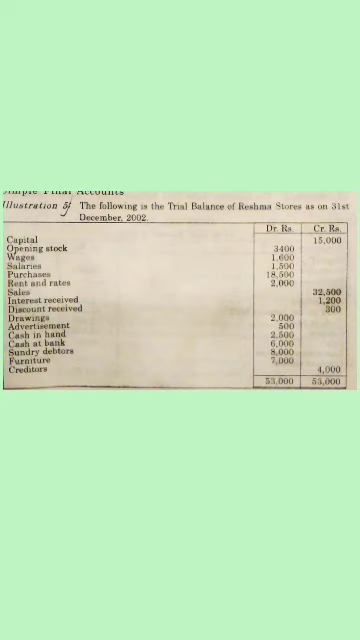 Simple Final Accounts
Illustration 5: The following is the Trial Balance of Reshma Stores as on 31st
December, 2002.
Dr. Rs. Cr. Rs.
Capital 15,000
Opening stock 3400
Wages 1,600
Salaries 1,500
Purchases 18,500
Rent and rates 2,000
Sales 32,500
Interest received 1,200
Discount received 300
Drawings 2,000
Advertisement 500
Cash in hand 2,500
Cash at bank 6,000
Sundry debtors 8,000
Furniture 7,000
Creditors 4,000
53,000 53,000